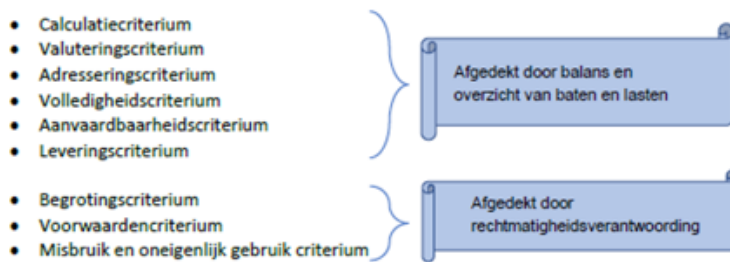 • Calculatiecriterium
• Valuteringscriterium
• Adresseringscriterium
• Volledigheidscriterium
• Aanvaardbaarheidscriterium
• Leveringscriterium
Afgedekt door balans en
overzicht van baten en lasten
• Begrotingscriterium
• Voorwaardencriterium
• Misbruik en oneigenlijk gebruik criterium
Afgedekt door
rechtmatigheidsverantwoording